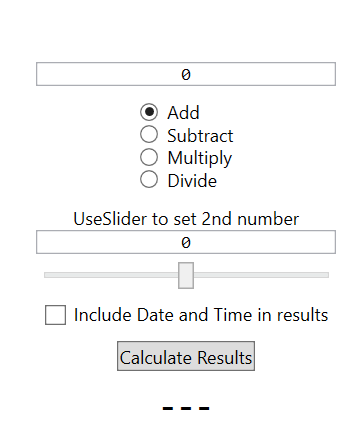 0
Add
Subtract
Multiply
Divide
UseSlider to set 2nd number
0
Include Date and Time in results
Calculate Results
---